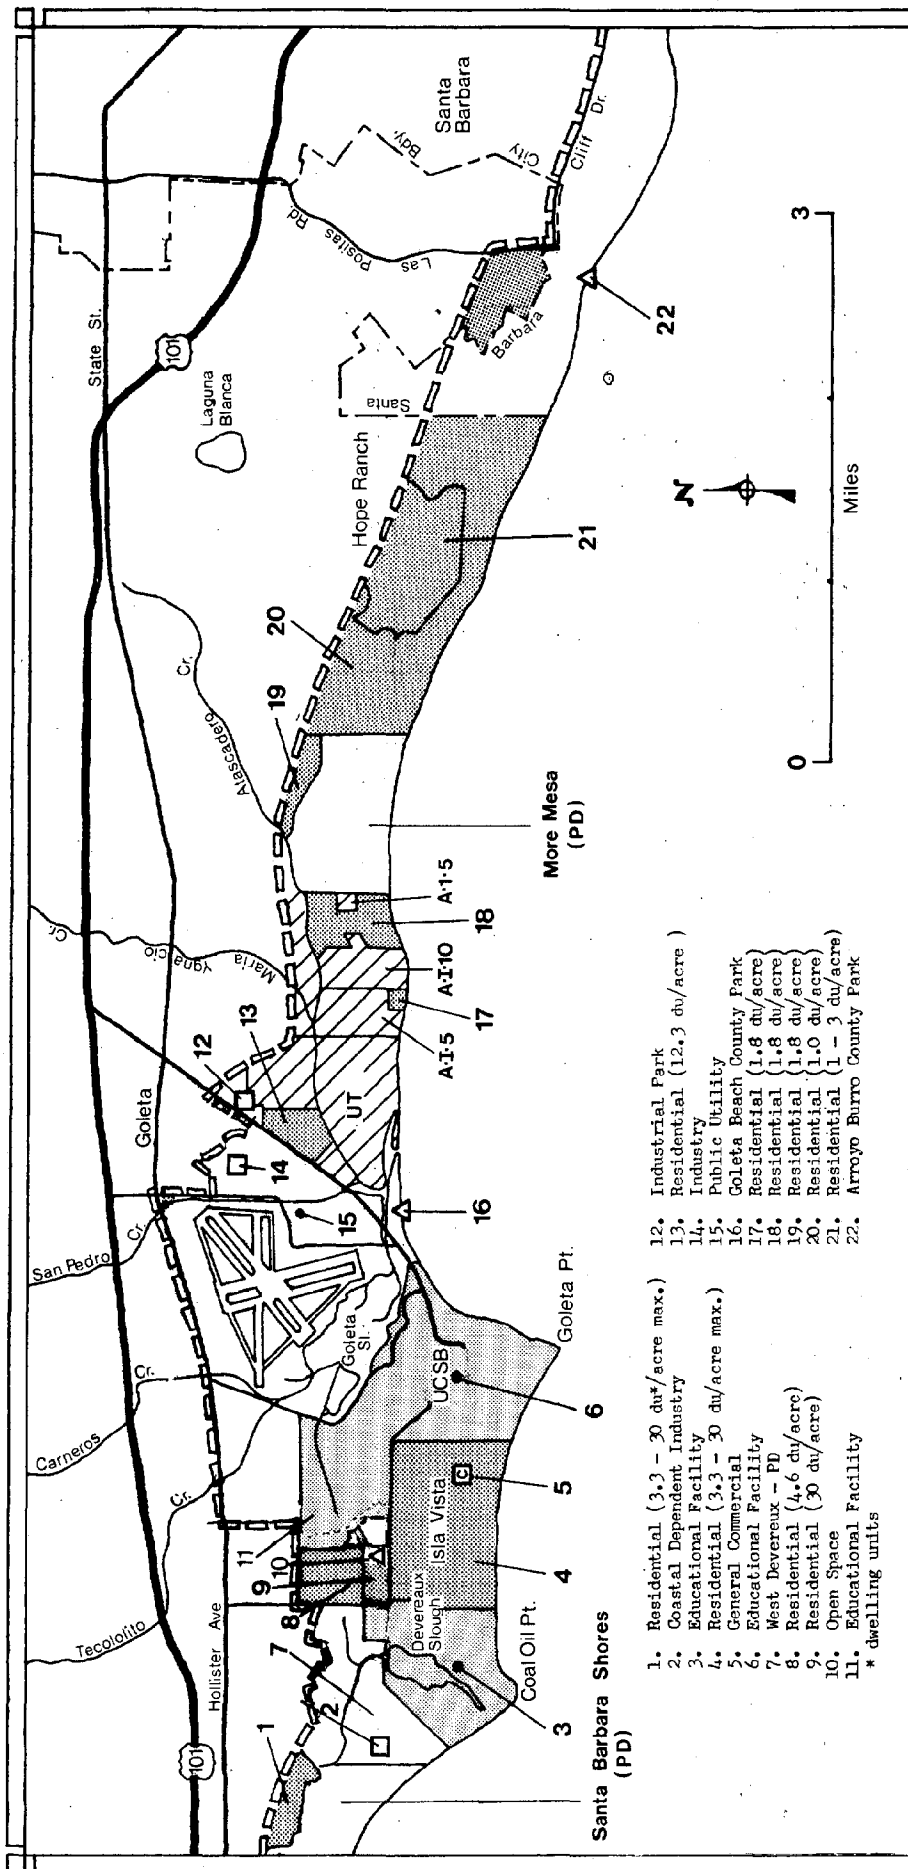 101
State St.
Laguna
Blanca
Las
Positas
Rd.
City
Bdy.
Santa
Barbara
Cliff Dr.
Santa
Barbara
Hope Ranch
Atascadero
Cr.
Maria
Ygnacio
Cr.
Goleta
San Pedro
Cr.
Carneros
Cr.
Tecolotito
Cr.
Hollister Ave
101
Goleta
Sl.
UCSB
Isla Vista
Devereaux
Slough
Coal Oil Pt.
Goleta Pt.
UT
A-I-5
A-I-10
A-1-5
C
1
2
3
4
5
6
7
8
9
10
11
12
13
14
15
16
17
18
19
20
21
22
Santa Barbara Shores
(PD)
More Mesa
(PD)
N
0
3
Miles
1. Residential (3.3 - 30 du*/acre max.)
2. Coastal Dependent Industry
3. Educational Facility
4. Residential (3.3 - 30 du/acre max.)
5. General Commercial
6. Educational Facility
7. West Devereux - PD
8. Residential (4.6 du/acre)
9. Residential (30 du/acre)
10. Open Space
11. Educational Facility
* dwelling units
12. Industrial Park
13. Residential (12.3 du/acre )
14. Industry
15. Public Utility
16. Goleta Beach County Park
17. Residential (1.8 du/acre)
18. Residential (1.8 du/acre)
19. Residential (1.8 du/acre)
20. Residential (1.0 du/acre)
21. Residential (1 - 3 du/acre)
22. Arroyo Burro County Park